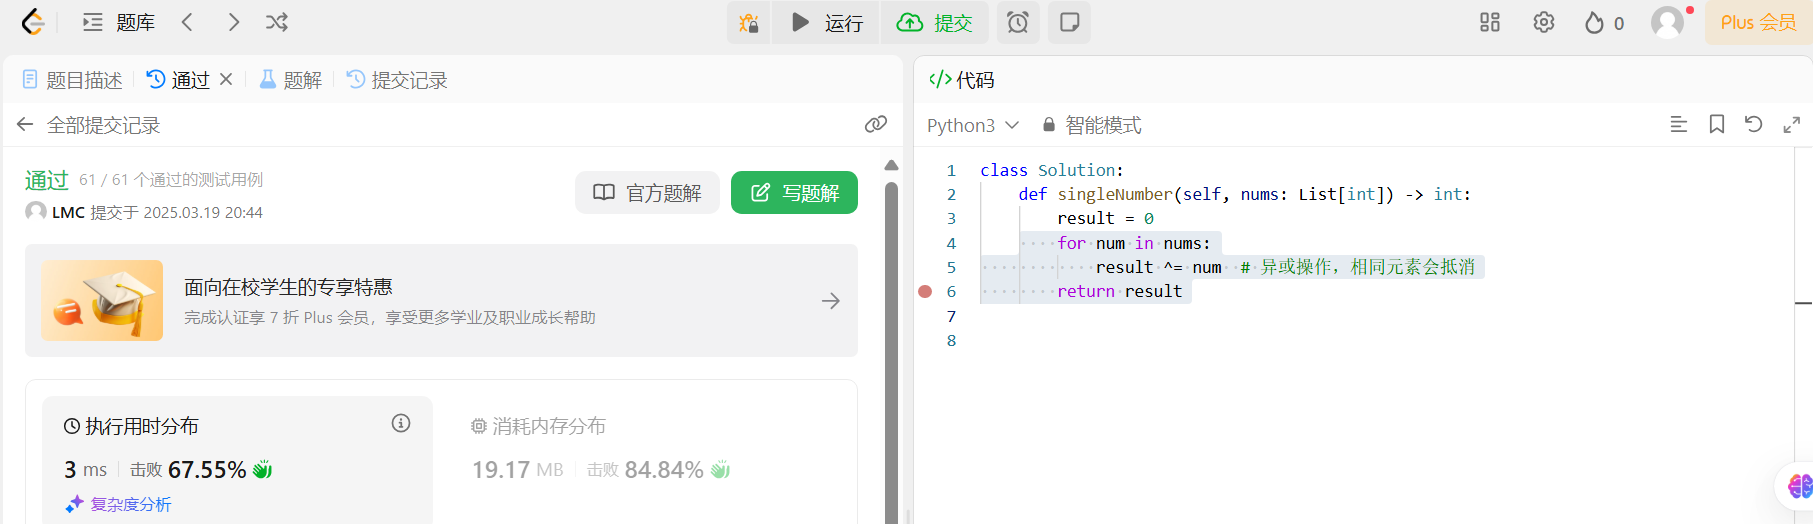 题库
运行
提交
0
Plus 会员
题目描述
通过
题解
提交记录
全部提交记录
通过 61 / 61 个通过的测试用例
LMC 提交于 2025.03.19 20:44
官方题解
写题解
面向在校学生的专享特惠
完成认证享 7 折 Plus 会员，享受更多学业及职业成长帮助
执行用时分布
3 ms 击败 67.55%
复杂度分析
消耗内存分布
19.17 MB 击败 84.84%
</>代码
Python3
智能模式
1 class Solution:
2 def singleNumber(self, nums: List[int]) -> int:
3 result = 0
4 for num in nums:
5 result ^= num # 异或操作，相同元素会抵消
6 return result
7
8